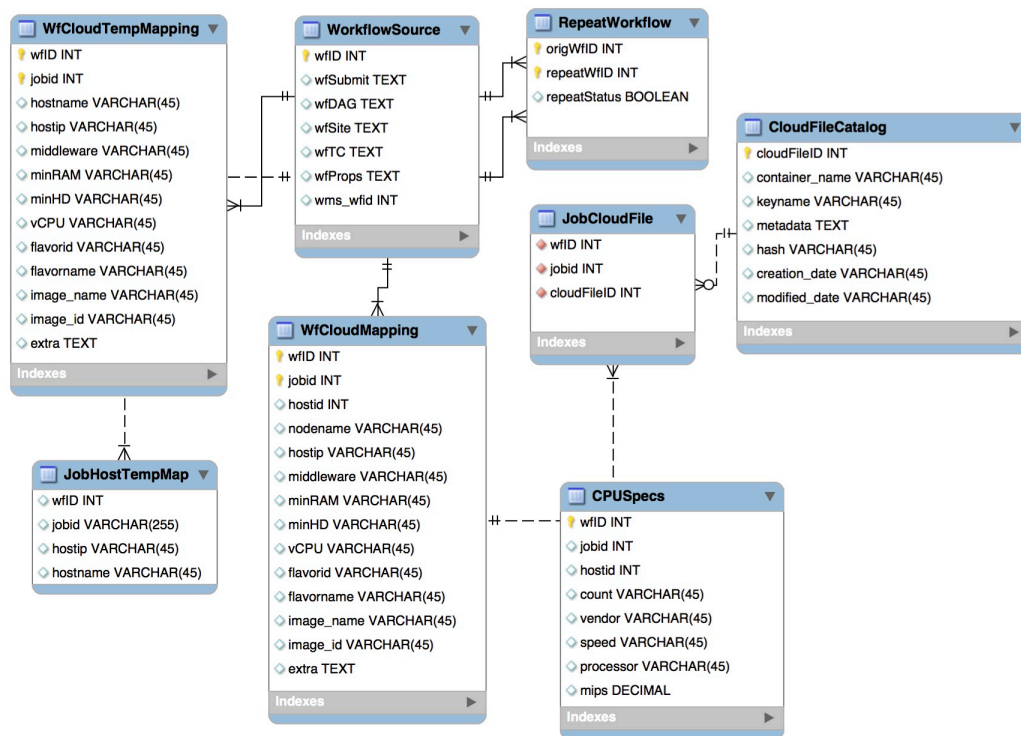 WfCloudTempMapping
wfID INT
jobid INT
hostname VARCHAR(45)
hostip VARCHAR(45)
middleware VARCHAR(45)
minRAM VARCHAR(45)
minHD VARCHAR(45)
vCPU VARCHAR(45)
flavorid VARCHAR(45)
flavorname VARCHAR(45)
image_name VARCHAR(45)
image_id VARCHAR(45)
extra TEXT
Indexes
WorkflowSource
wfID INT
wfSubmit TEXT
wfDAG TEXT
wfSite TEXT
wfTC TEXT
wfProps TEXT
wms_wfid INT
Indexes
RepeatWorkflow
origWfID INT
repeatWfID INT
repeatStatus BOOLEAN
Indexes
CloudFileCatalog
cloudFileID INT
container_name VARCHAR(45)
keyname VARCHAR(45)
metadata TEXT
hash VARCHAR(45)
creation_date VARCHAR(45)
modified_date VARCHAR(45)
Indexes
JobCloudFile
wfID INT
jobid INT
cloudFileID INT
Indexes
WfCloudMapping
wfID INT
jobid INT
hostid INT
nodename VARCHAR(45)
hostip VARCHAR(45)
middleware VARCHAR(45)
minRAM VARCHAR(45)
minHD VARCHAR(45)
vCPU VARCHAR(45)
flavorid VARCHAR(45)
flavorname VARCHAR(45)
image_name VARCHAR(45)
image_id VARCHAR(45)
extra TEXT
Indexes
JobHostTempMap
wfID INT
jobid VARCHAR(255)
hostip VARCHAR(45)
hostname VARCHAR(45)
CPUSpecs
wfID INT
jobid INT
hostid INT
count VARCHAR(45)
vendor VARCHAR(45)
speed VARCHAR(45)
processor VARCHAR(45)
mips DECIMAL
Indexes